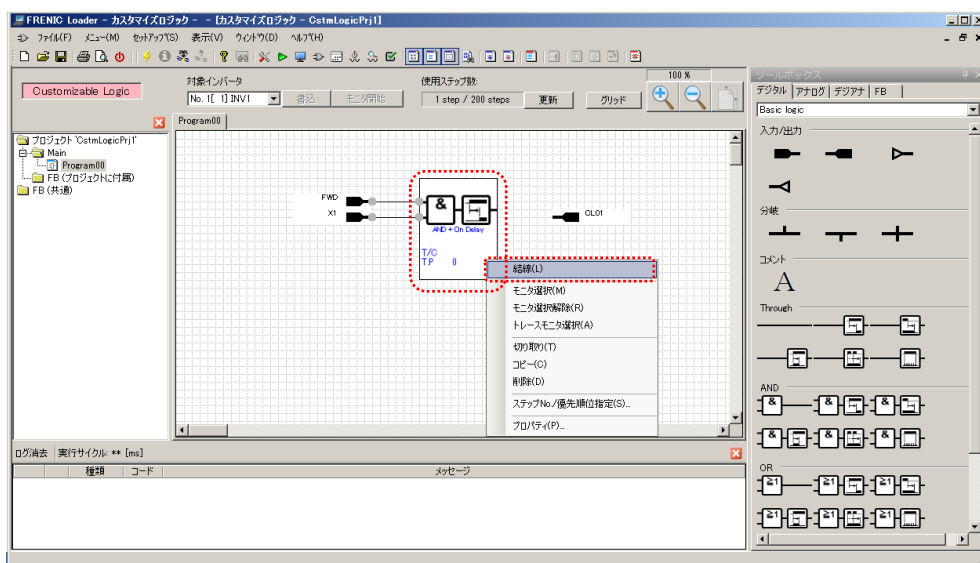 FRENIC Loader - カスタマイズロジック - - [カスタマイズロジック - CstmLogicPrj1]
ファイル(F) メニュー(M) セットアップ(S) 表示(V) ウィンドウ(D) ヘルプ(H)
Customizable Logic
対象インバータ
No. 1[ 1] INV1
書込
モニタ開始
使用ステップ数:
1 step / 200 steps
更新
グリッド
100 %
プロジェクト 'CstmLogicPrj1'
Main
Program00
FB (プロジェクトに付属)
FB (共通)
Program00
FWD
X1
&
AND + On Delay
T/C
T.P 0
CL01
結線(L)
モニタ選択(M)
モニタ選択解除(R)
トレースモニタ選択(A)
切り取り(T)
コピー(C)
削除(D)
ステップNo./優先順位指定(S)...
プロパティ(P)...
ツールボックス
デジタル アナログ デジアナ FB
Basic logic
入力/出力
分岐
コメント
A
Through
AND
& & &
& & &
OR
≧1 ≧1 ≧1
≧1 ≧1 ≧1
ログ消去 実行サイクル: ** [ms]
種類 コード メッセージ